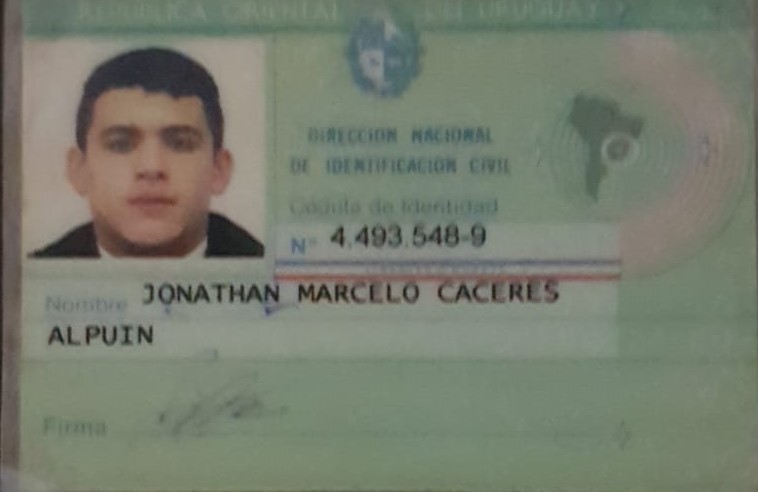 REPUBLICA ORIENTAL DEL URUGUAY
DIRECCION NACIONAL
DE IDENTIFICACION CIVIL
Cédula de Identidad
Nº 4.493.548-9
Nombre JONATHAN MARCELO CACERES
ALPUIN
Firma